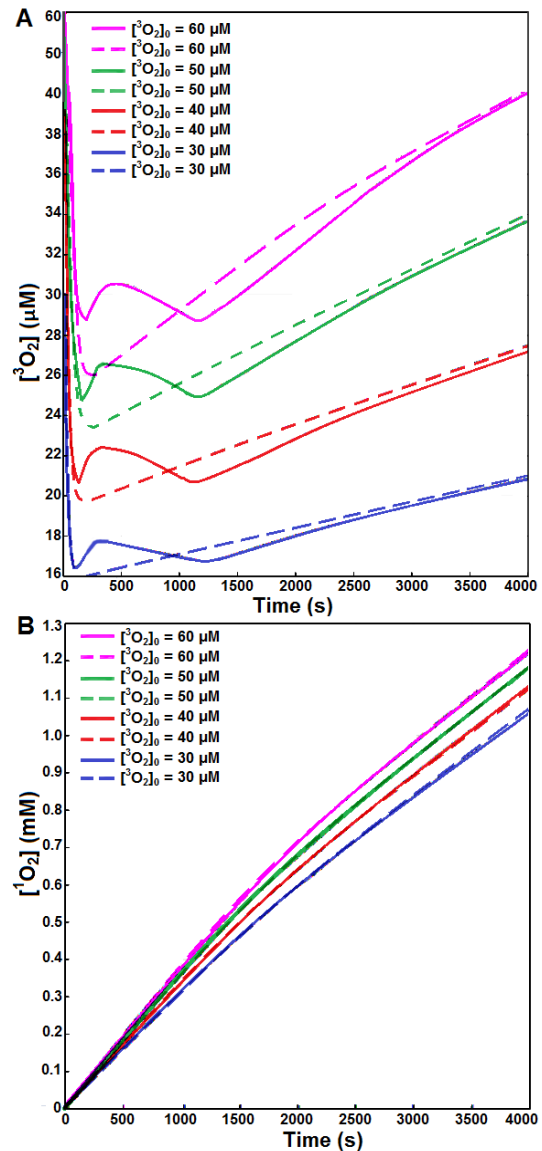 A
60
50
40
38
36
34
32
30
28
26
24
22
20
18
16
[³O₂] (µM)
[³O₂]₀ = 60 µM
[³O₂]₀ = 60 µM
[³O₂]₀ = 50 µM
[³O₂]₀ = 50 µM
[³O₂]₀ = 40 µM
[³O₂]₀ = 40 µM
[³O₂]₀ = 30 µM
[³O₂]₀ = 30 µM
0 500 1000 1500 2000 2500 3000 3500 4000
Time (s)
B
1.3
1.2
1.1
1.0
0.9
0.8
0.7
0.6
0.5
0.4
0.3
0.2
0.1
0
[¹O₂] (mM)
[³O₂]₀ = 60 µM
[³O₂]₀ = 60 µM
[³O₂]₀ = 50 µM
[³O₂]₀ = 50 µM
[³O₂]₀ = 40 µM
[³O₂]₀ = 40 µM
[³O₂]₀ = 30 µM
[³O₂]₀ = 30 µM
0 500 1000 1500 2000 2500 3000 3500 4000
Time (s)